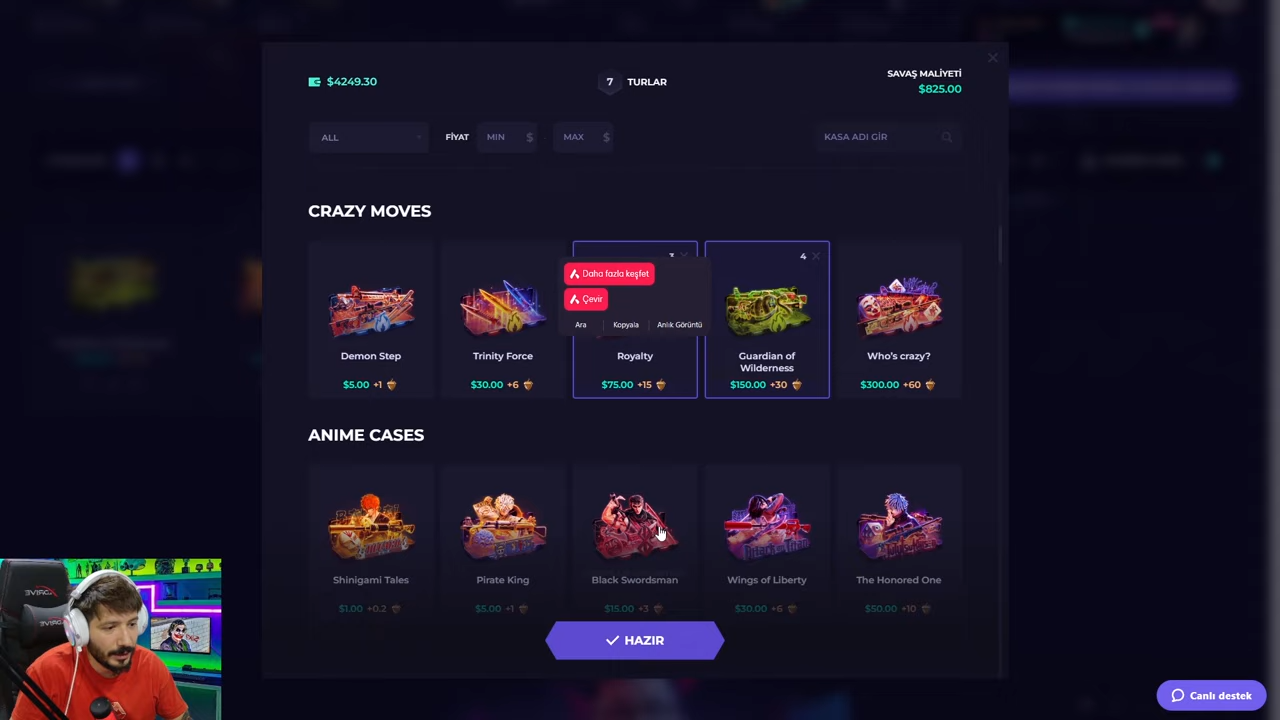 $4249.30
7 TURLAR
SAVAŞ MALİYETİ
$825.00
ALL
FİYAT
MIN $
MAX $
KASA ADI GİR
CRAZY MOVES
4
Daha fazla keşfet
Çevir
Ara
Kopyala
Anlık Görüntü
Demon Step
Trinity Force
Royalty
Guardian of
Wilderness
Who's crazy?
$5.00 +1
$30.00 +6
$75.00 +15
$150.00 +30
$300.00 +60
ANIME CASES
Shinigami Tales
Pirate King
Black Swordsman
Wings of Liberty
The Honored One
$1.00 +0.2
$5.00 +1
$15.00 +3
$30.00 +6
$50.00 +10
HAZIR
Canlı destek